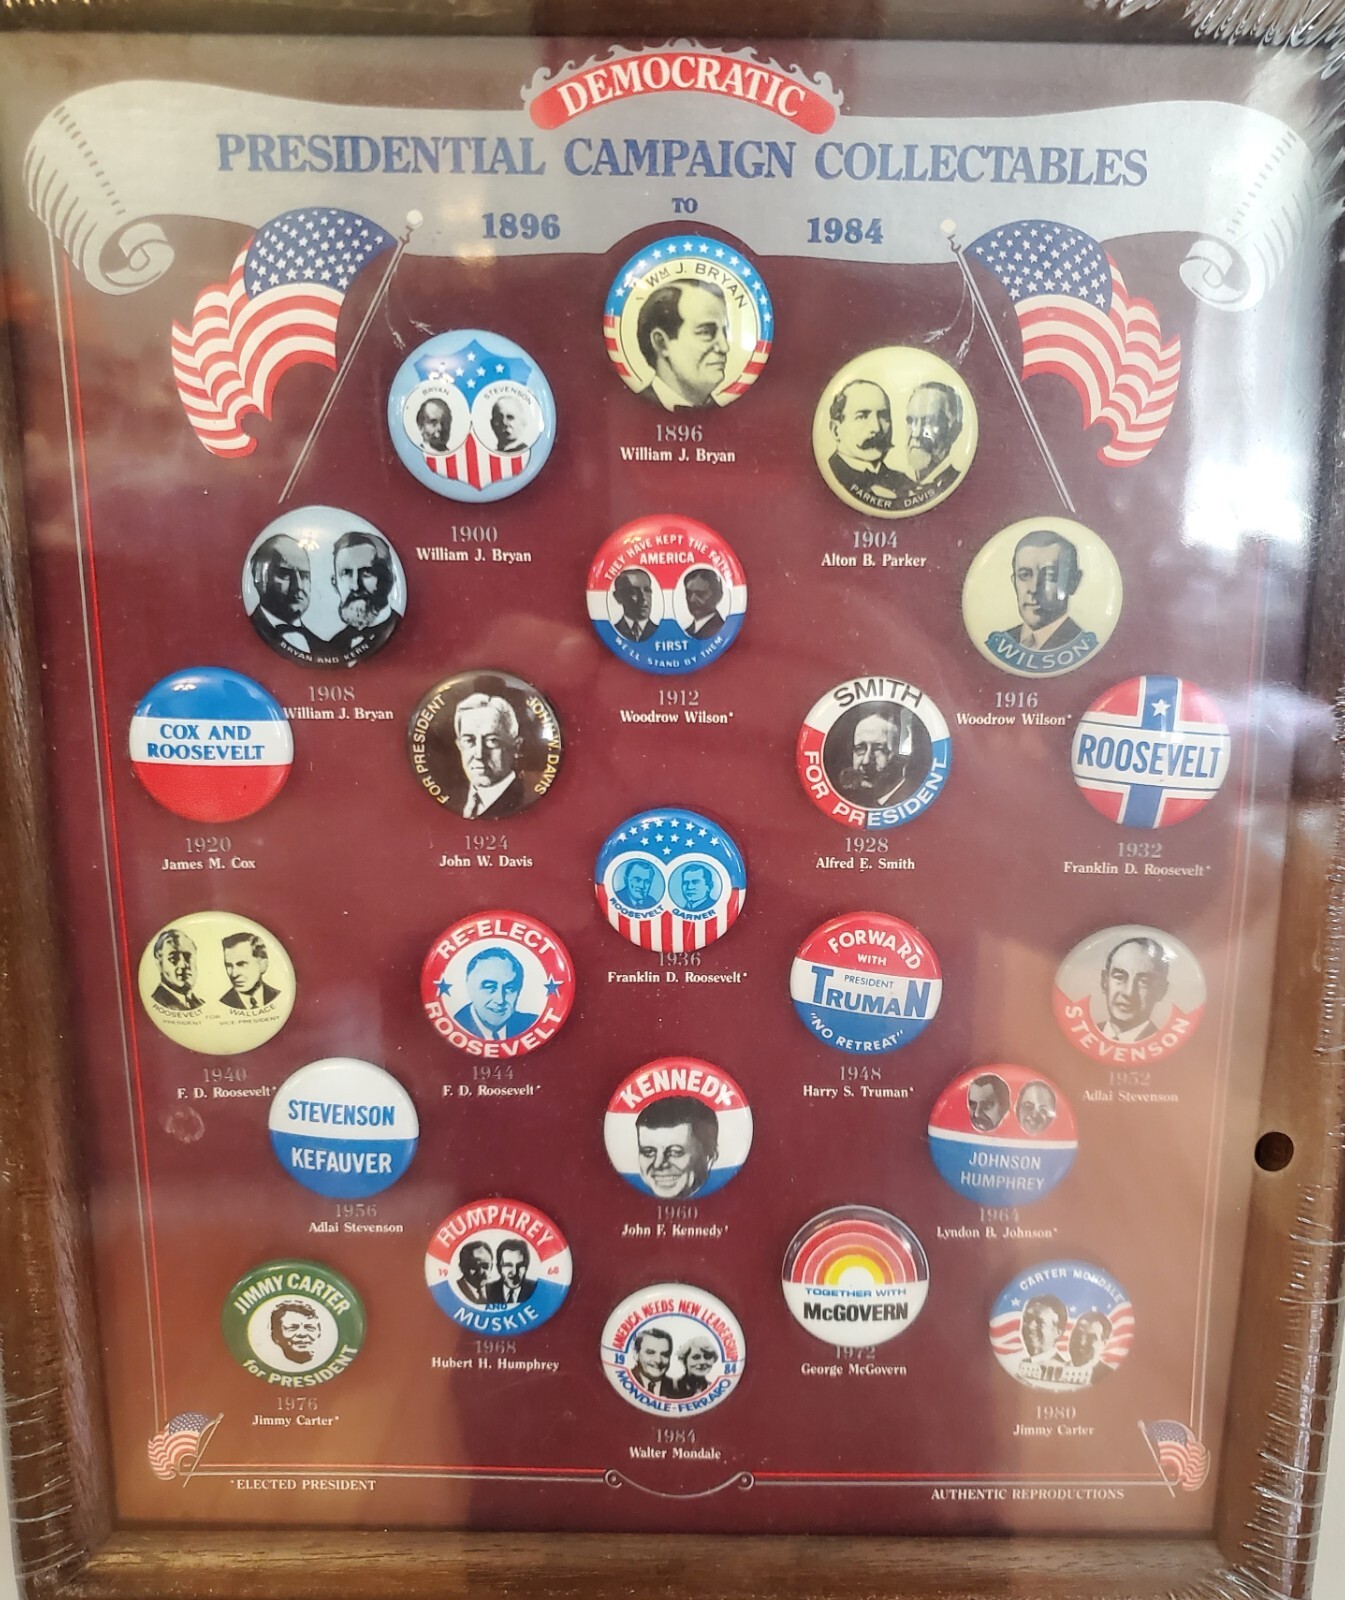 DEMOCRATIC
PRESIDENTIAL CAMPAIGN COLLECTABLES
1896 TO 1984
WM J. BRYAN
1896
William J. Bryan
BRYAN STEVENSON
1900
William J. Bryan
PARKER DAVIS
1904
Alton B. Parker
BRYAN AND KERN
1908
William J. Bryan
THEY HAVE KEPT THE FAITH
AMERICA
FIRST
WE'LL STAND BY THEM
1912
Woodrow Wilson*
WILSON
1916
Woodrow Wilson*
COX AND
ROOSEVELT
1920
James M. Cox
FOR PRESIDENT JOHN W. DAVIS
1924
John W. Davis
SMITH
FOR PRESIDENT
1928
Alfred E. Smith
ROOSEVELT
1932
Franklin D. Roosevelt*
ROOSEVELT GARNER
1936
Franklin D. Roosevelt*
ROOSEVELT FOR WALLACE
PRESIDENT VICE PRESIDENT
1940
F. D. Roosevelt*
RE-ELECT
ROOSEVELT
1944
F. D. Roosevelt*
FORWARD
WITH
PRESIDENT
TRUMAN
"NO RETREAT"
1948
Harry S. Truman*
STEVENSON
1952
Adlai Stevenson
STEVENSON
KEFAUVER
1956
Adlai Stevenson
KENNEDY
1960
John F. Kennedy*
JOHNSON
HUMPHREY
1964
Lyndon B. Johnson*
HUMPHREY
19 68
AND
MUSKIE
1968
Hubert H. Humphrey
TOGETHER WITH
McGOVERN
1972
George McGovern
JIMMY CARTER
for PRESIDENT
1976
Jimmy Carter*
CARTER MONDALE
1980
Jimmy Carter
AMERICA NEEDS NEW LEADERSHIP
19 84
MONDALE-FERRARO
1984
Walter Mondale
*ELECTED PRESIDENT
AUTHENTIC REPRODUCTIONS